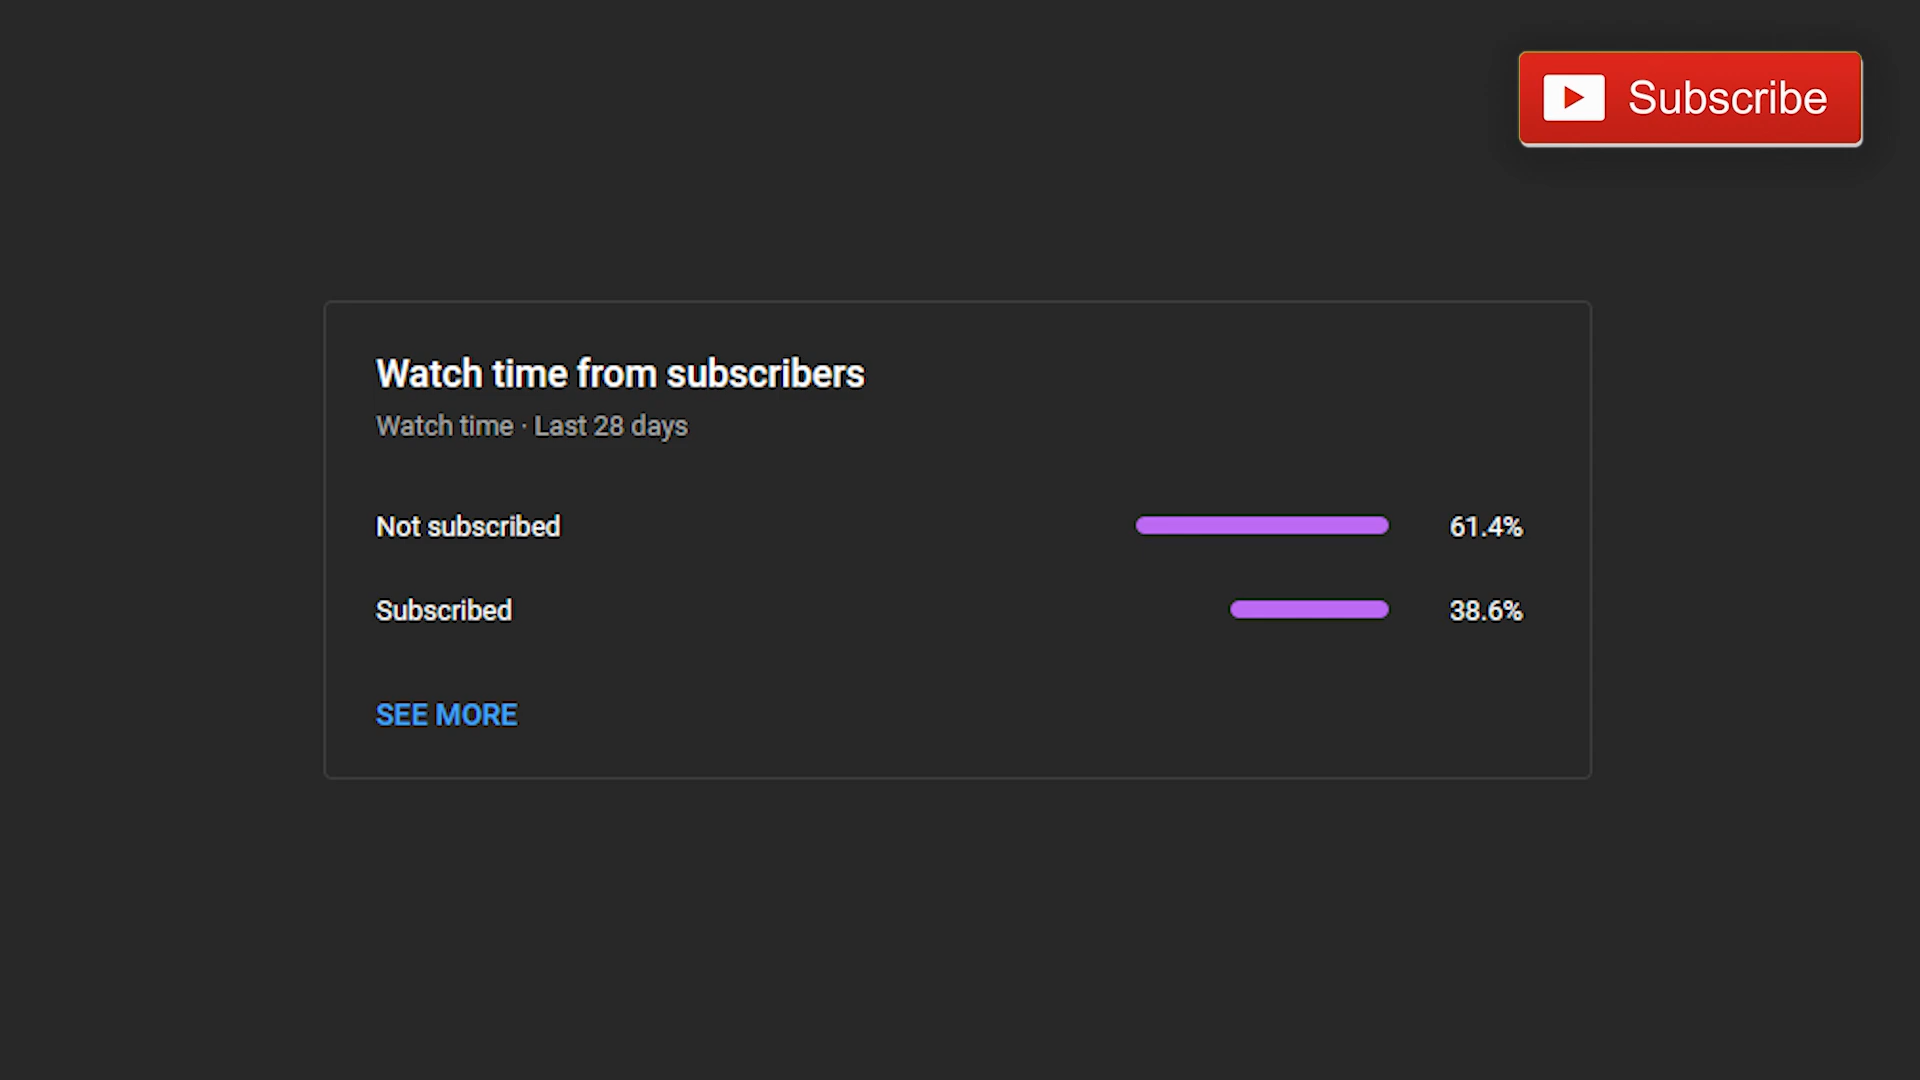 Subscribe
Watch time from subscribers
Watch time · Last 28 days
Not subscribed 61.4%
Subscribed 38.6%
SEE MORE